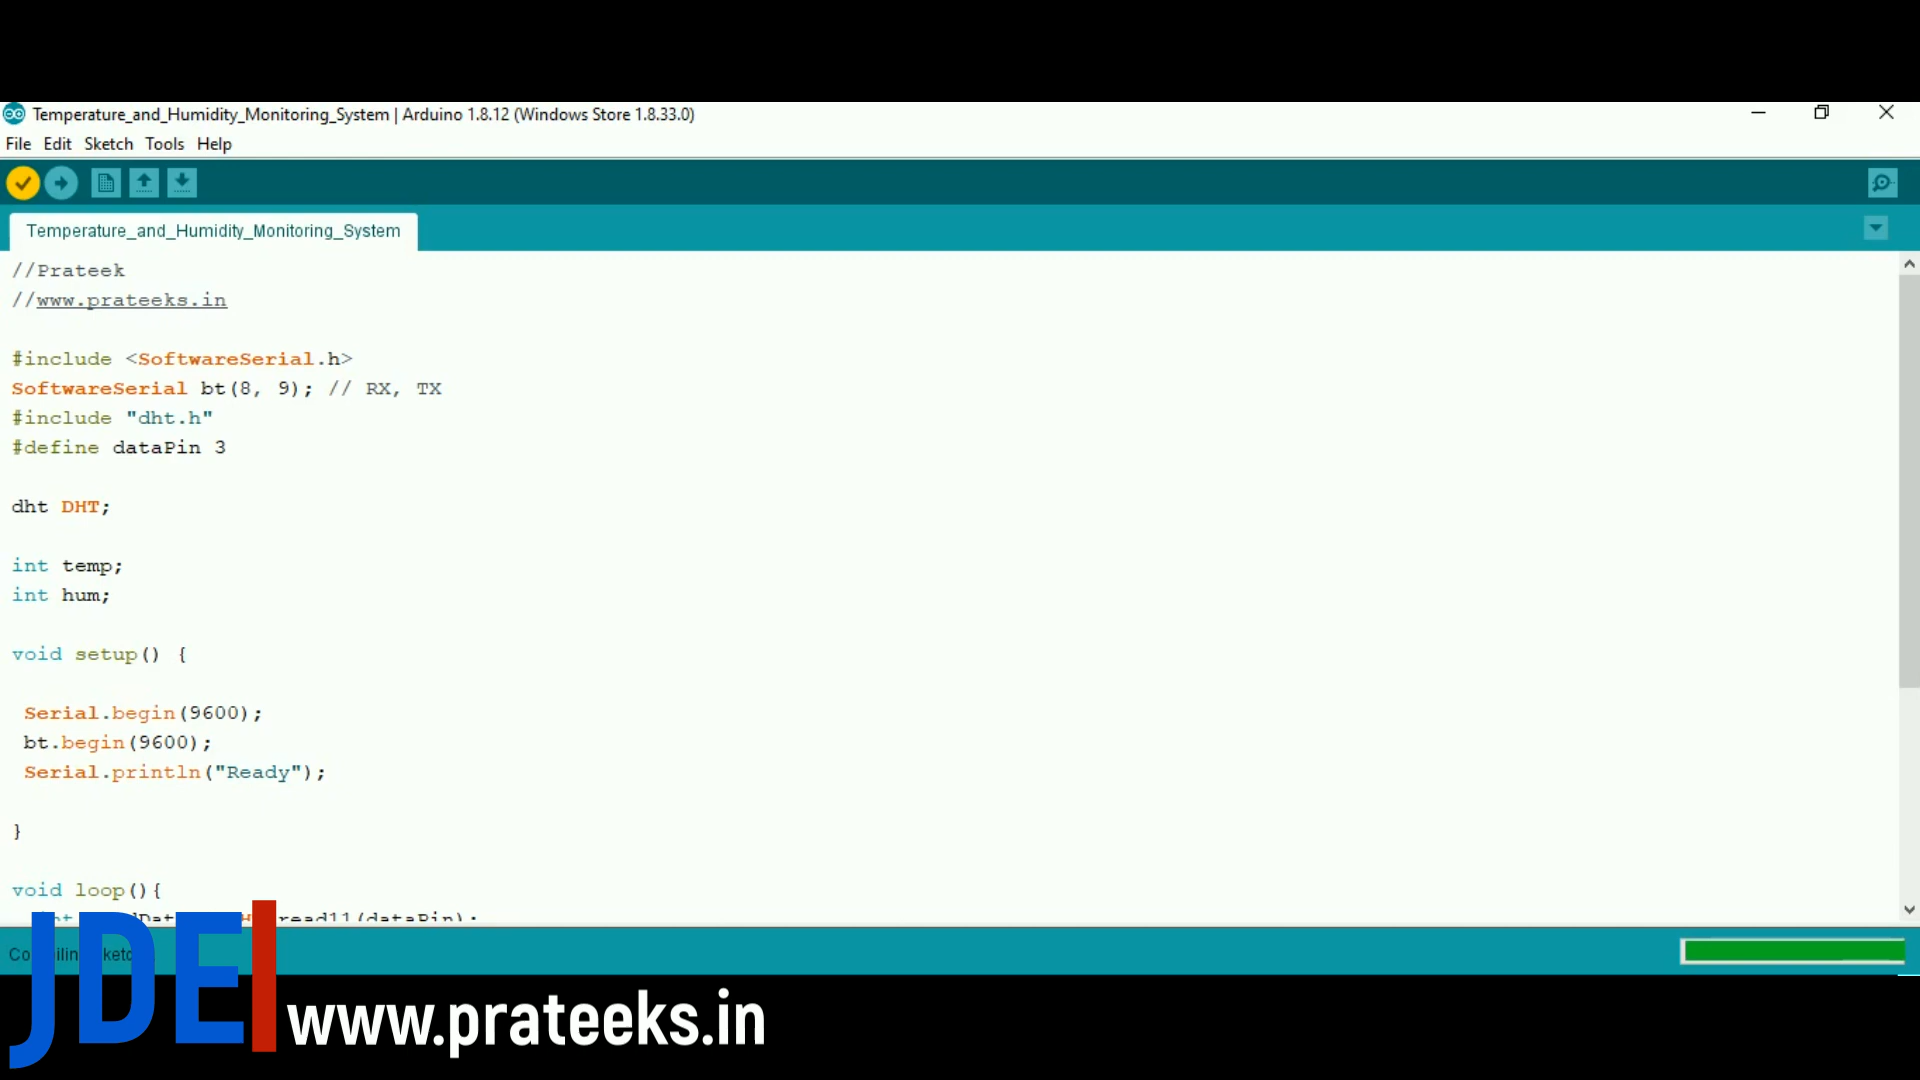 Temperature_and_Humidity_Monitoring_System | Arduino 1.8.12 (Windows Store 1.8.33.0)
File Edit Sketch Tools Help
Temperature_and_Humidity_Monitoring_System
//Prateek
//www.prateeks.in
#include <SoftwareSerial.h>
SoftwareSerial bt(8, 9); // RX, TX
#include "dht.h"
#define dataPin 3
dht DHT;
int temp;
int hum;
void setup() {
Serial.begin(9600);
bt.begin(9600);
Serial.println("Ready");
}
void loop(){
read11(dataPin);
JDE
www.prateeks.in